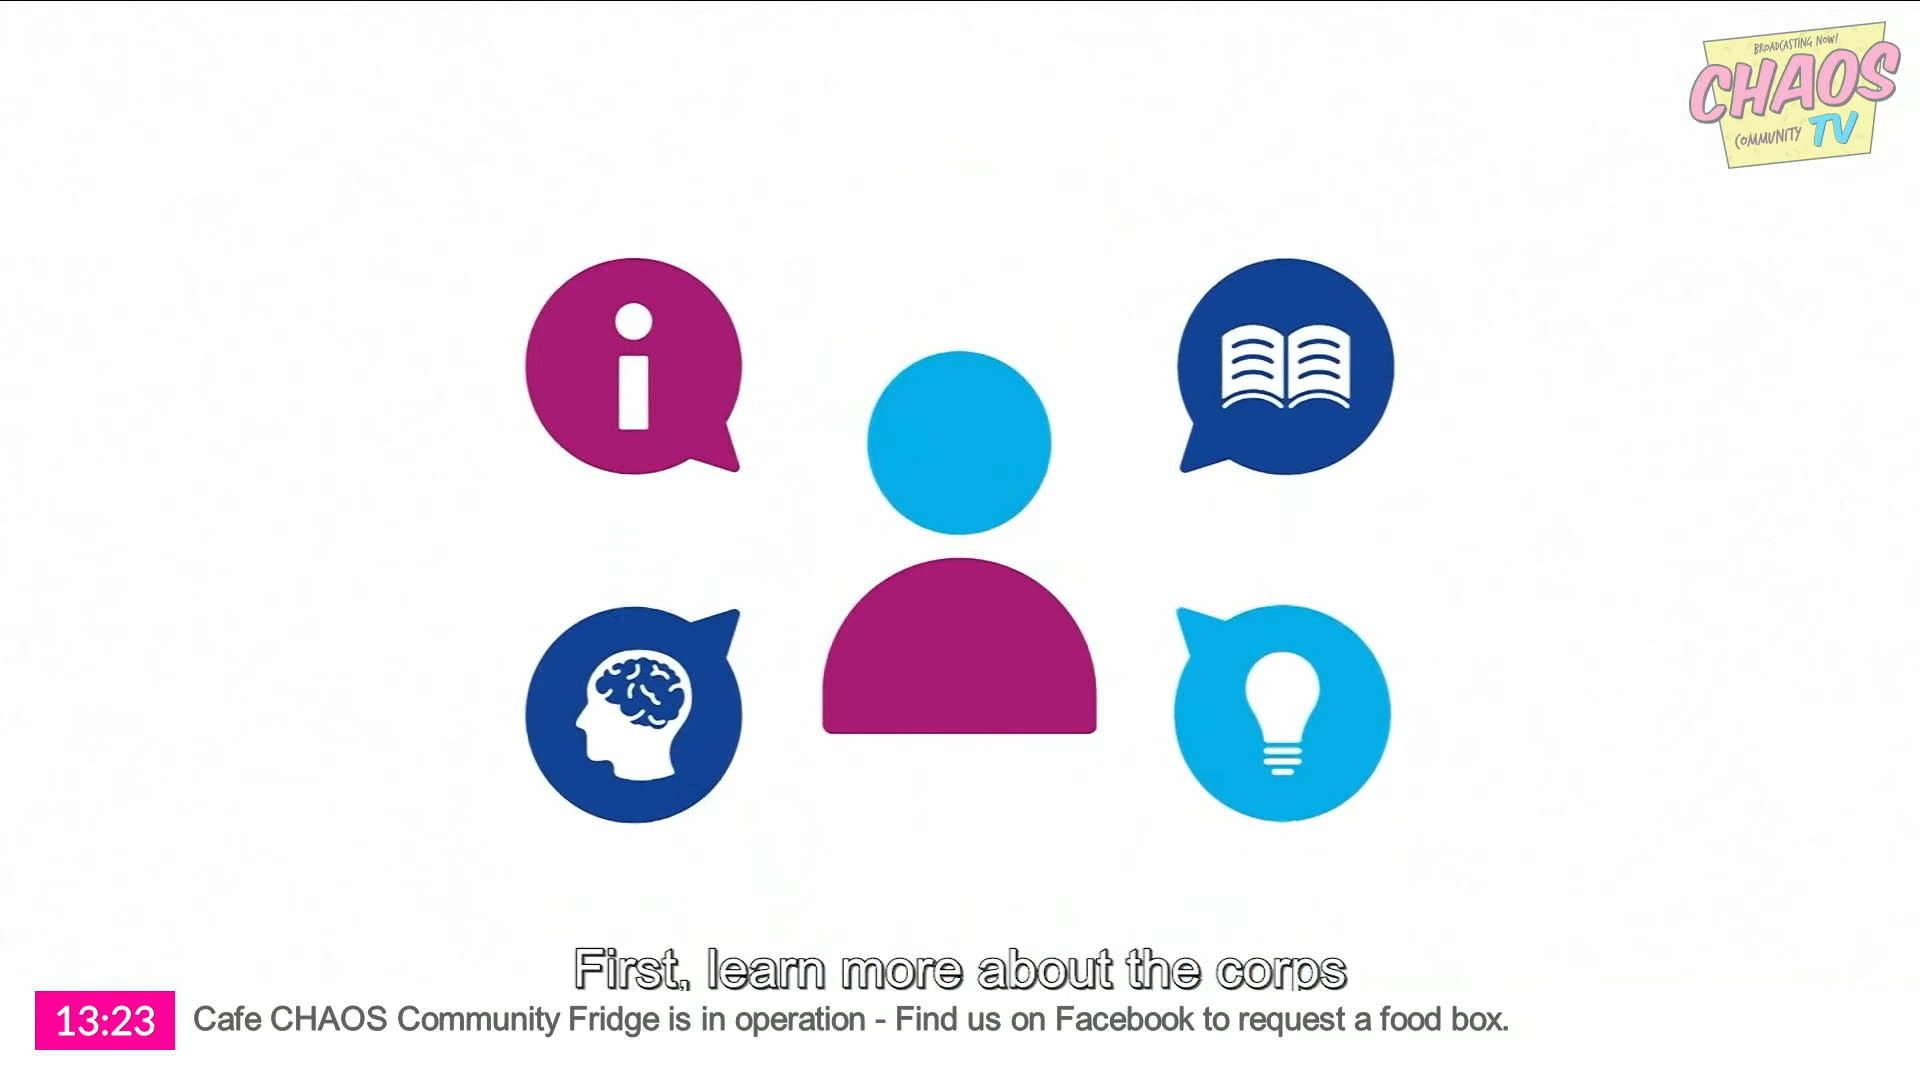 BROADCASTING NOW!
CHAOS
COMMUNITY TV
First, learn more about the corps
13:23 Cafe CHAOS Community Fridge is in operation - Find us on Facebook to request a food box.